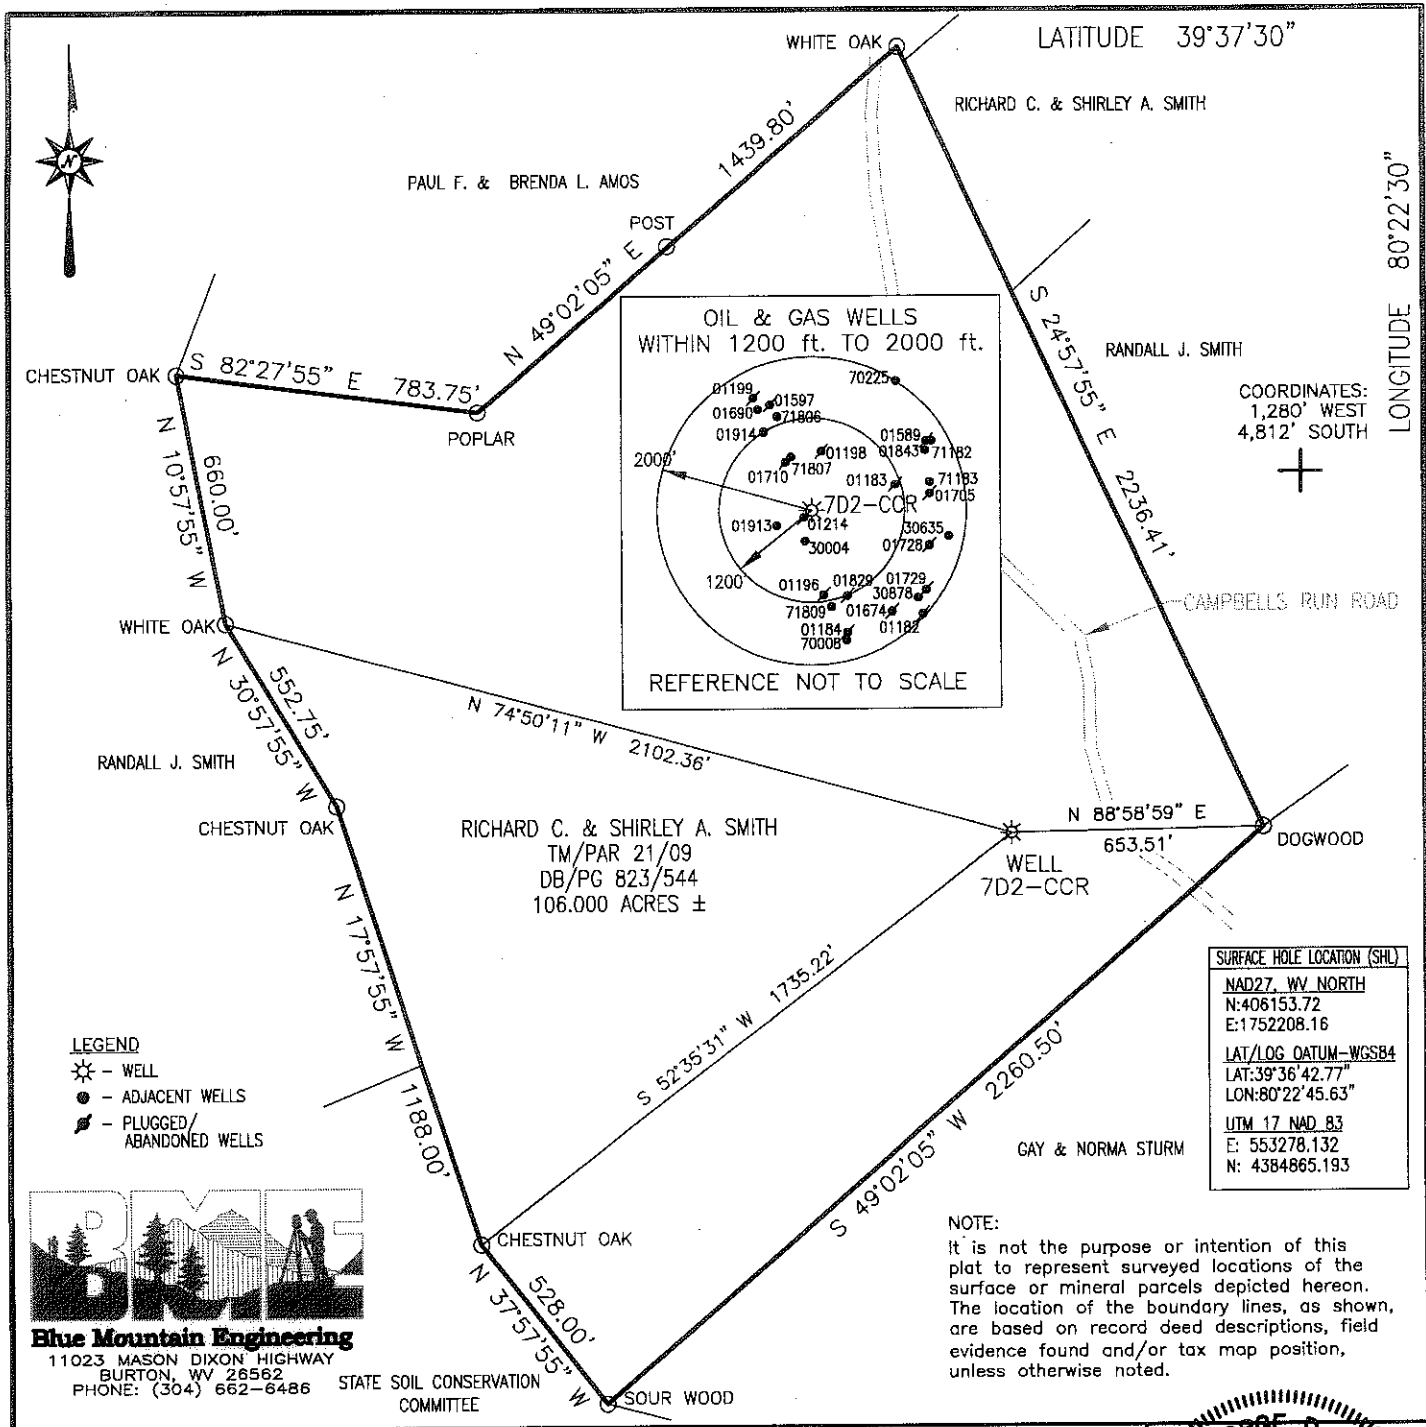 LATITUDE 39°37'30"
LONGITUDE 80°22'30"
WHITE OAK
RICHARD C. & SHIRLEY A. SMITH
N
1439.80'
PAUL F. & BRENDA L. AMOS
POST
N 49°02'05" E
S 24°57'55" E 2236.41'
OIL & GAS WELLS
WITHIN 1200 ft. TO 2000 ft.
70225
01199
01597
01690
71806
01914
01589
01843
71182
01198
2000'
01710
71807
01183
71183
01705
7D2-CCR
01913
01214
30635
30004
01728
1200'
01196
01829
01729
30878
71809
01674
01184
01182
70008
REFERENCE NOT TO SCALE
RANDALL J. SMITH
COORDINATES:
1,280' WEST
4,812' SOUTH
CHESTNUT OAK
S 82°27'55" E 783.75'
POPLAR
N 10°57'55" W
660.00'
WHITE OAK
CAMPBELLS RUN ROAD
N 30°57'55" W
552.75'
N 74°50'11" W 2102.36'
RANDALL J. SMITH
CHESTNUT OAK
RICHARD C. & SHIRLEY A. SMITH
TM/PAR 21/09
DB/PG 823/544
106.000 ACRES ±
N 88°58'59" E
653.51'
DOGWOOD
WELL
7D2-CCR
N 17°57'55" W 1188.00'
S 52°35'31" W 1735.22'
S 49°02'05" W 2260.50'
SURFACE HOLE LOCATION (SHL)
NAD27, WV NORTH
N:406153.72
E:1752208.16
LAT/LOG DATUM-WGS84
LAT:39°36'42.77"
LON:80°22'45.63"
UTM 17 NAD 83
E: 553278.132
N: 4384865.193
LEGEND
- WELL
- ADJACENT WELLS
- PLUGGED/
ABANDONED WELLS
GAY & NORMA STURM
CHESTNUT OAK
N 37°57'55" W
528.00'
SOUR WOOD
NOTE:
It is not the purpose or intention of this
plat to represent surveyed locations of the
surface or mineral parcels depicted hereon.
The location of the boundary lines, as shown,
are based on record deed descriptions, field
evidence found and/or tax map position,
unless otherwise noted.
BME
Blue Mountain Engineering
11023 MASON DIXON HIGHWAY
BURTON, WV 26562
PHONE: (304) 662-6486
STATE SOIL CONSERVATION
COMMITTEE